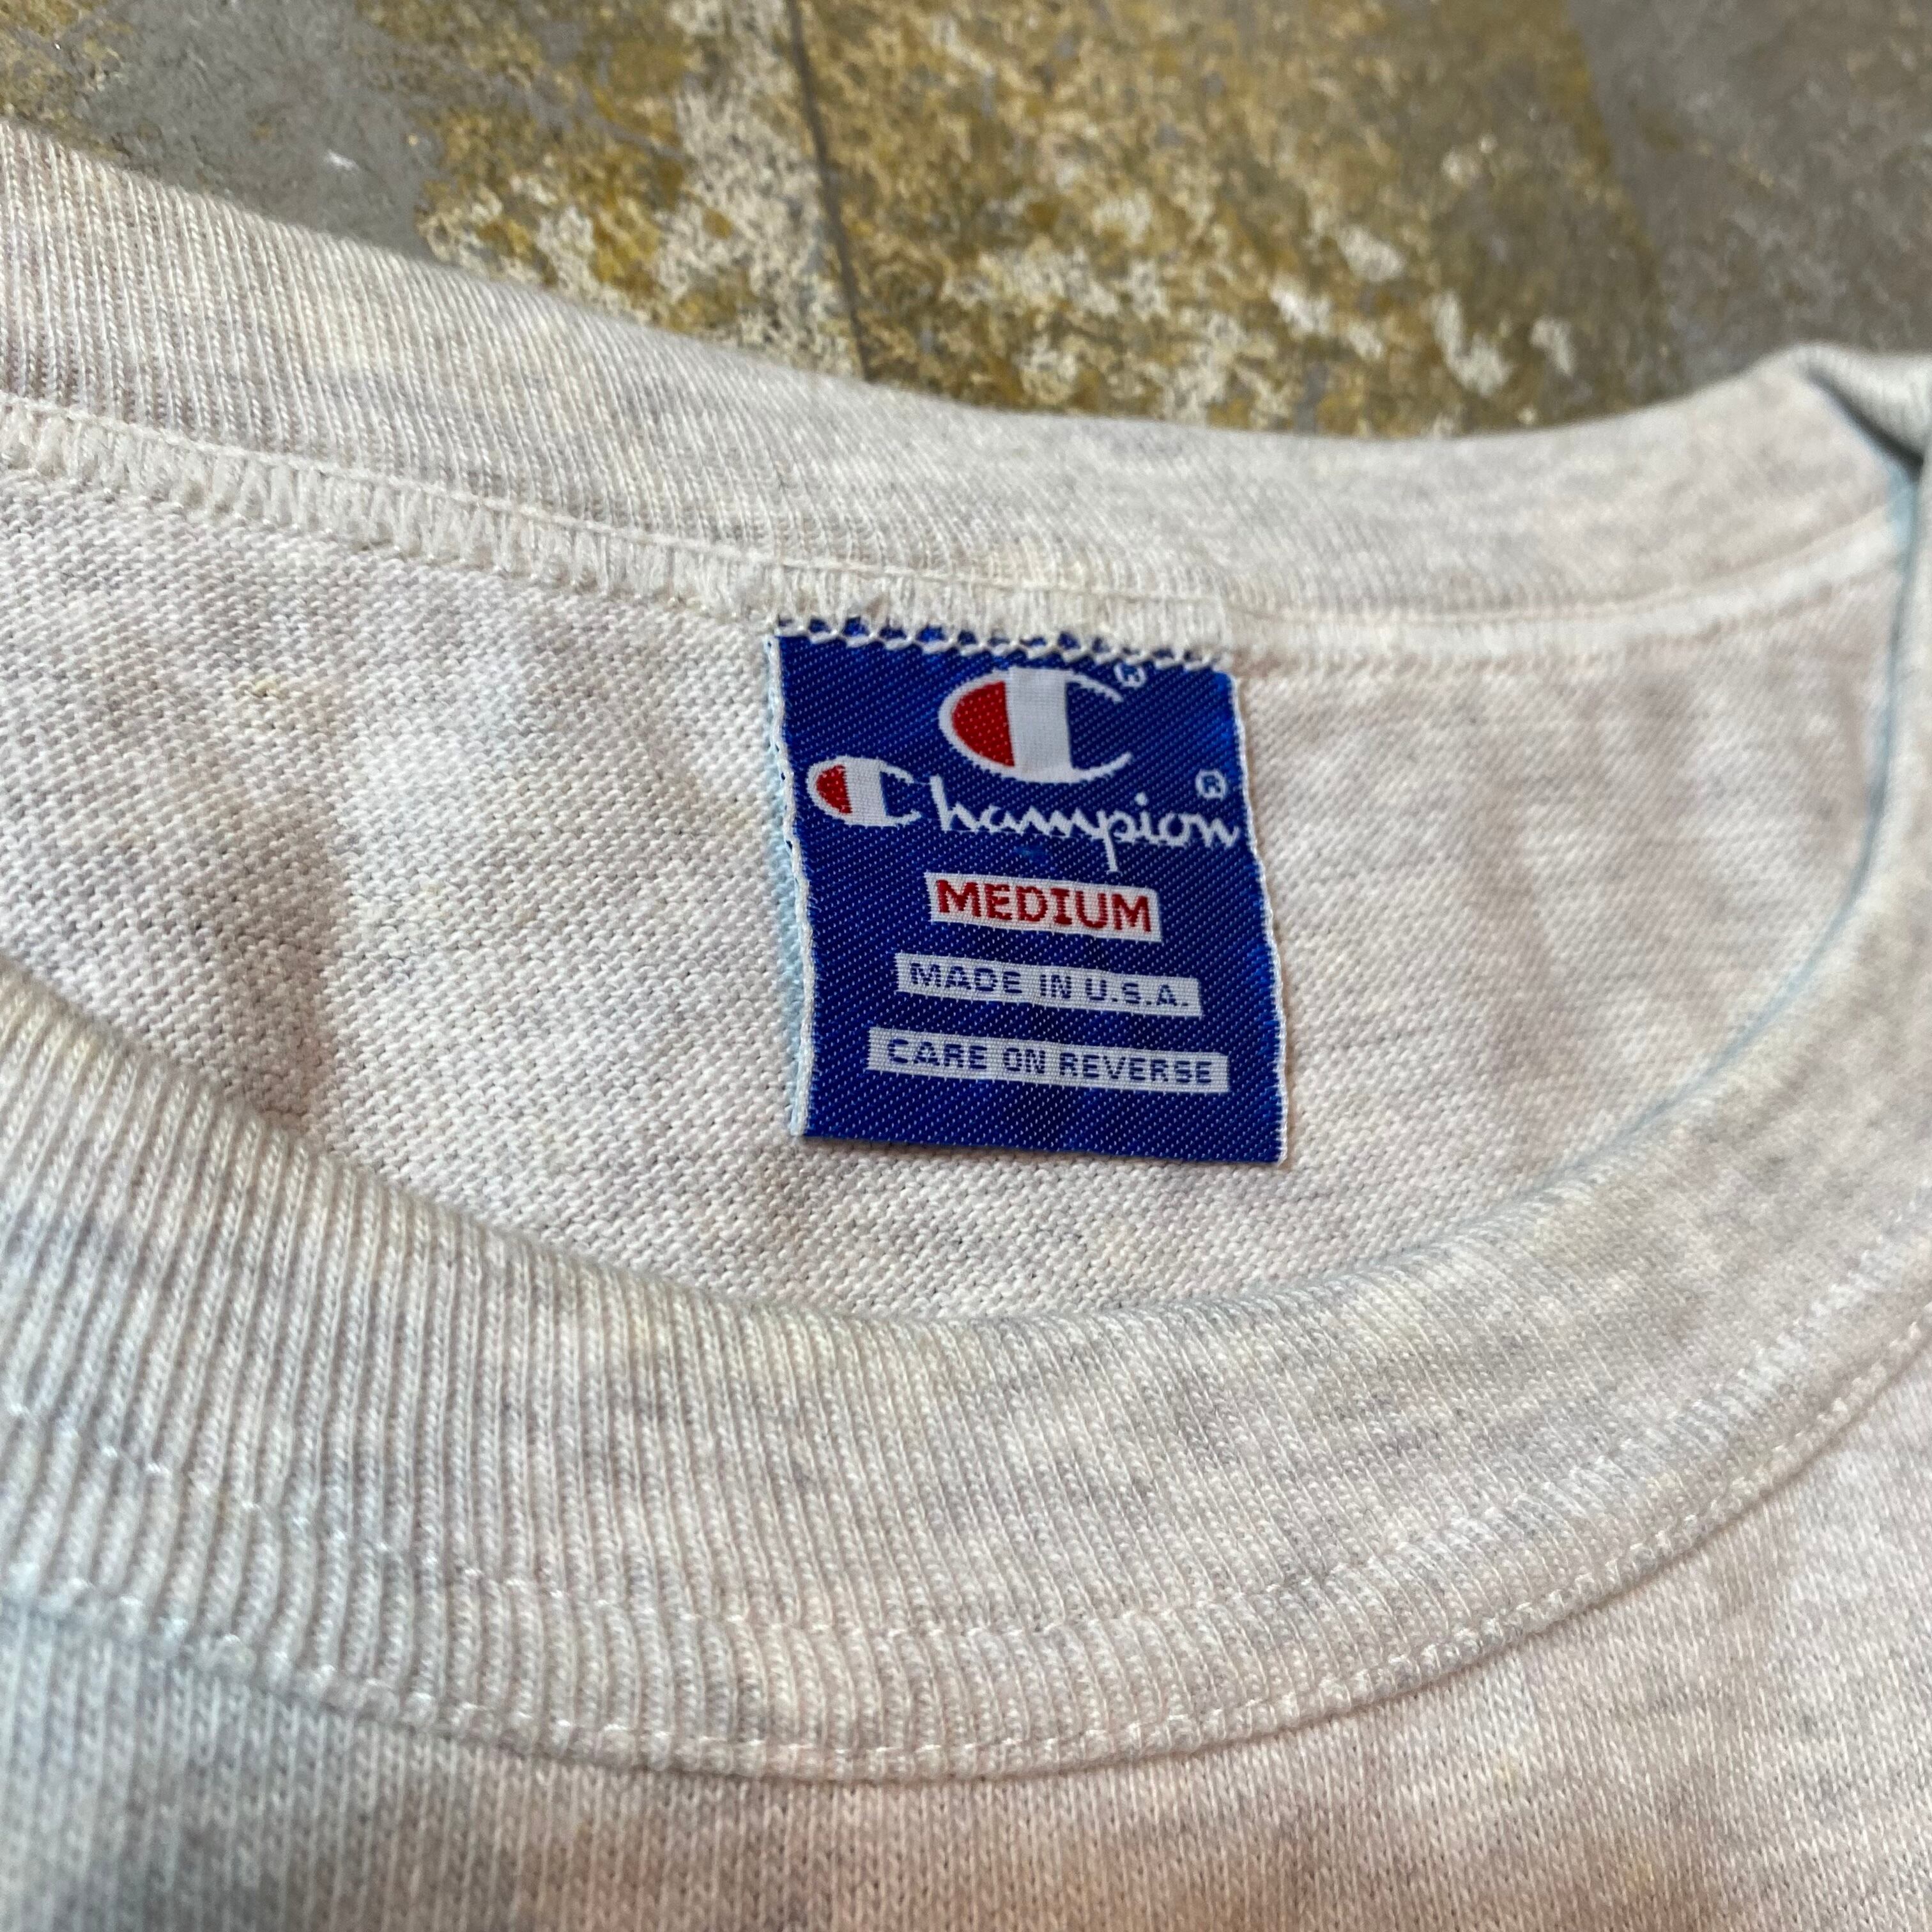 C®
Champion®
MEDIUM
MADE IN U.S.A.
CARE ON REVERSE